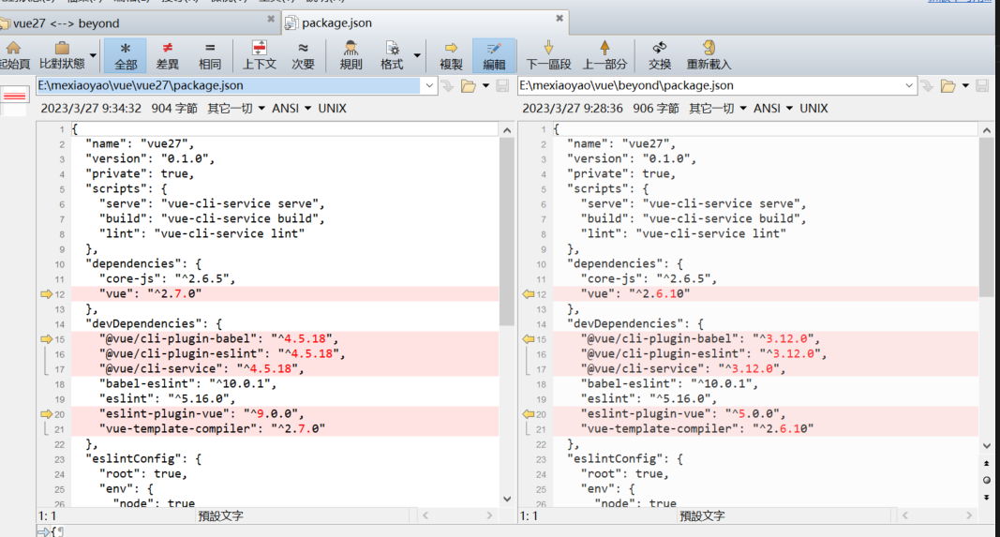 vue27 <--> beyond
package.json
起始頁 比對狀態 全部 差異 相同 上下文 次要 規則 格式 複製 編輯 下一區段 上一部分 交換 重新載入
E:\mexiaoyao\vue\vue27\package.json
2023/3/27 9:34:32 904 字節 其它一切 ANSI UNIX
1 {
2 "name": "vue27",
3 "version": "0.1.0",
4 "private": true,
5 "scripts": {
6 "serve": "vue-cli-service serve",
7 "build": "vue-cli-service build",
8 "lint": "vue-cli-service lint"
9 },
10 "dependencies": {
11 "core-js": "^2.6.5",
12 "vue": "^2.7.0"
13 },
14 "devDependencies": {
15 "@vue/cli-plugin-babel": "^4.5.18",
16 "@vue/cli-plugin-eslint": "^4.5.18",
17 "@vue/cli-service": "^4.5.18",
18 "babel-eslint": "^10.0.1",
19 "eslint": "^5.16.0",
20 "eslint-plugin-vue": "^9.0.0",
21 "vue-template-compiler": "^2.7.0"
22 },
23 "eslintConfig": {
24 "root": true,
25 "env": {
26 "node": true
1: 1 預設文字
E:\mexiaoyao\vue\beyond\package.json
2023/3/27 9:28:36 906 字節 其它一切 ANSI UNIX
1 {
2 "name": "vue27",
3 "version": "0.1.0",
4 "private": true,
5 "scripts": {
6 "serve": "vue-cli-service serve",
7 "build": "vue-cli-service build",
8 "lint": "vue-cli-service lint"
9 },
10 "dependencies": {
11 "core-js": "^2.6.5",
12 "vue": "^2.6.10"
13 },
14 "devDependencies": {
15 "@vue/cli-plugin-babel": "^3.12.0",
16 "@vue/cli-plugin-eslint": "^3.12.0",
17 "@vue/cli-service": "^3.12.0",
18 "babel-eslint": "^10.0.1",
19 "eslint": "^5.16.0",
20 "eslint-plugin-vue": "^5.0.0",
21 "vue-template-compiler": "^2.6.10"
22 },
23 "eslintConfig": {
24 "root": true,
25 "env": {
26 "node": true
1: 1 預設文字
{¶